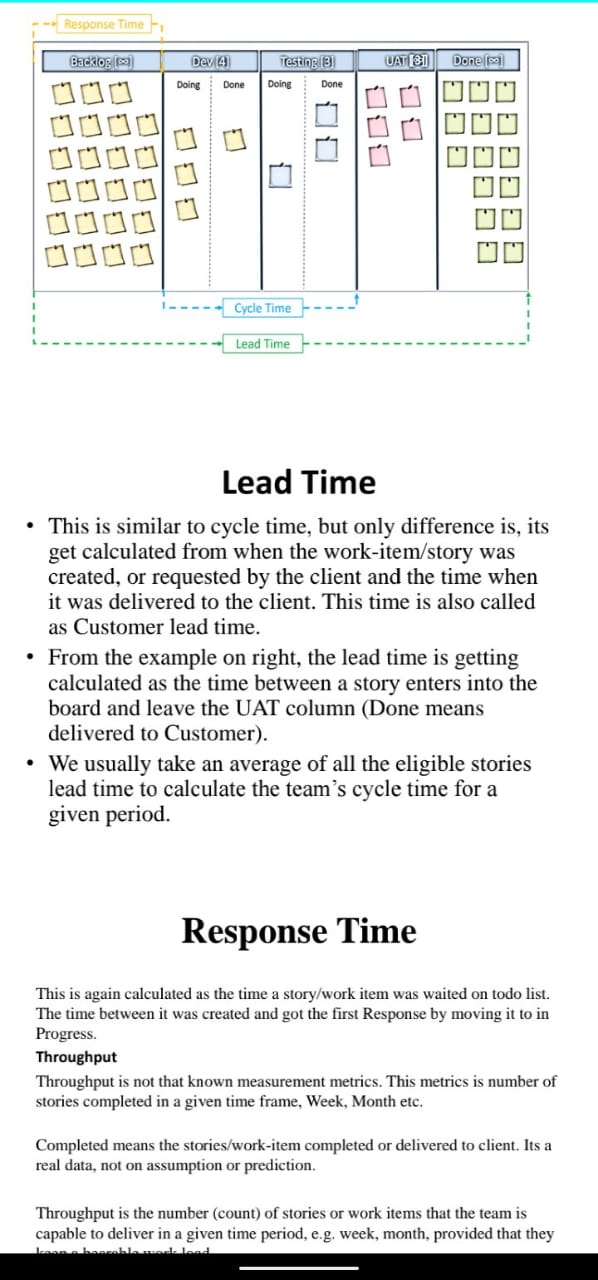 Response Time
Backlog [∞]
Dev [4]
Testing [3]
UAT [3]
Done [∞]
Doing
Done
Doing
Done
Cycle Time
Lead Time
Lead Time
• This is similar to cycle time, but only difference is, its
get calculated from when the work-item/story was
created, or requested by the client and the time when
it was delivered to the client. This time is also called
as Customer lead time.
• From the example on right, the lead time is getting
calculated as the time between a story enters into the
board and leave the UAT column (Done means
delivered to Customer).
• We usually take an average of all the eligible stories
lead time to calculate the team's cycle time for a
given period.
Response Time
This is again calculated as the time a story/work item was waited on todo list.
The time between it was created and got the first Response by moving it to in
Progress.
Throughput
Throughput is not that known measurement metrics. This metrics is number of
stories completed in a given time frame, Week, Month etc.
Completed means the stories/work-item completed or delivered to client. Its a
real data, not on assumption or prediction.
Throughput is the number (count) of stories or work items that the team is
capable to deliver in a given time period, e.g. week, month, provided that they